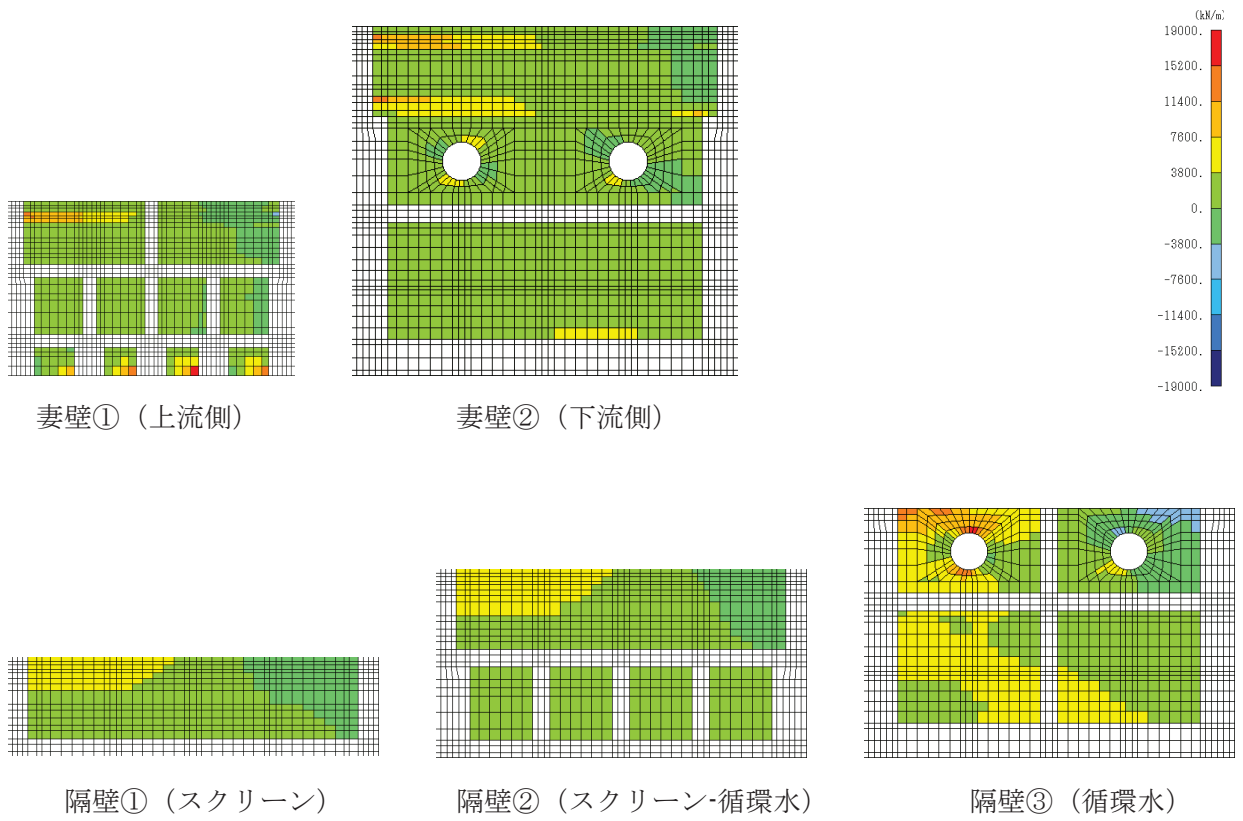 (kN/m)
19000.
15200.
11400.
7600.
3800.
0.
-3800.
-7600.
-11400.
-15200.
-19000.
妻壁①（上流側）
妻壁②（下流側）
隔壁①（スクリーン）
隔壁②（スクリーン-循環水）
隔壁③（循環水）